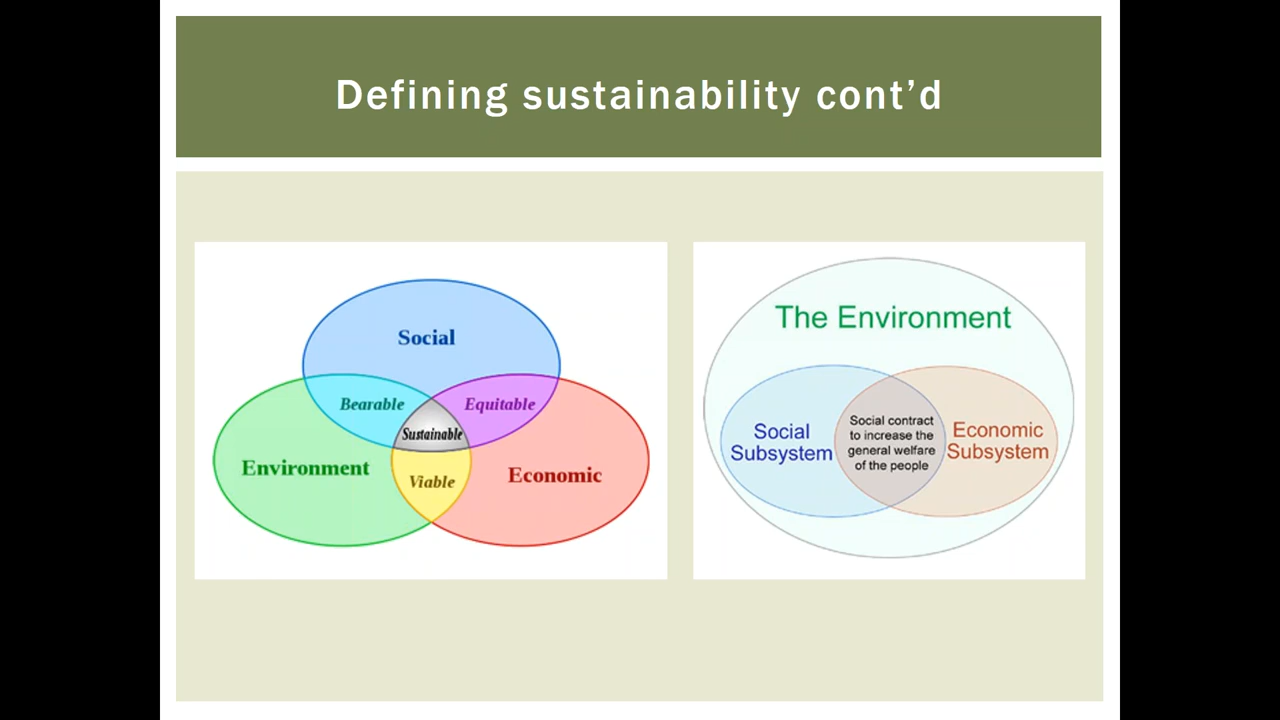 Defining sustainability cont’d
Social
Bearable
Equitable
Sustainable
Environment
Economic
Viable
The Environment
Social
Subsystem
Social contract
to increase the
general welfare
of the people
Economic
Subsystem